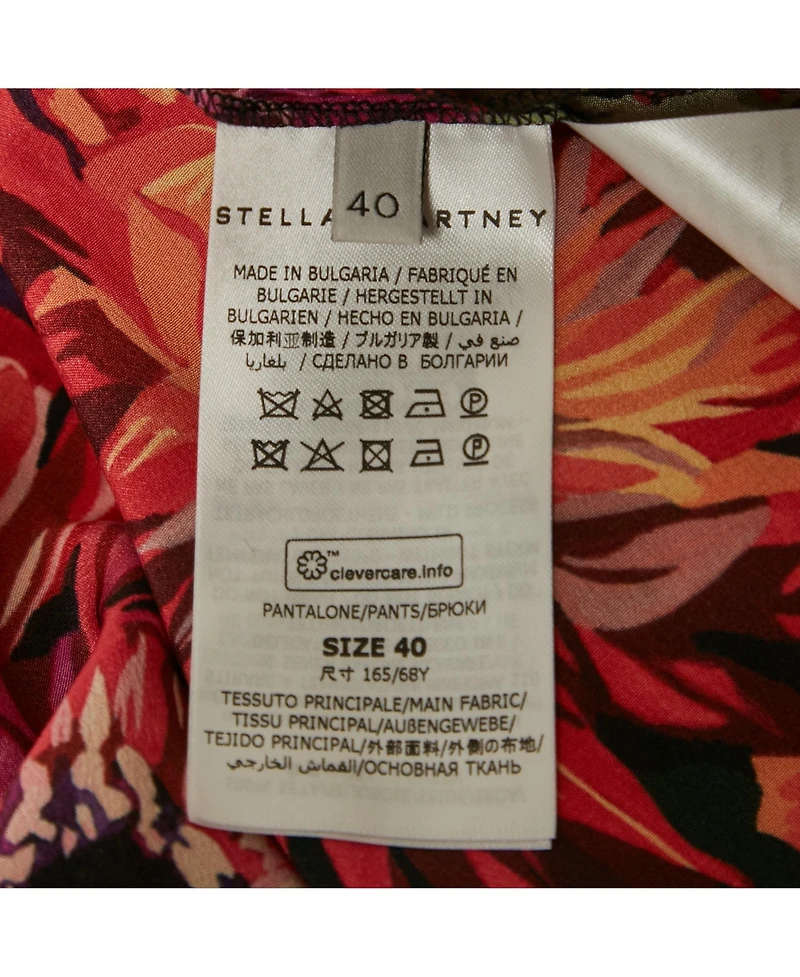 40
STELLA RTNEY
MADE IN BULGARIA / FABRIQUÉ EN
BULGARIE / HERGESTELLT IN
BULGARIEN / HECHO EN BULGARIA /
保加利亚制造 / ブルガリア製 / صنع في
بلغاريا / СДЕЛАНО В БОЛГАРИИ
P
P
™
clevercare.info
PANTALONE/PANTS/БРЮКИ
SIZE 40
尺寸 165/68Y
TESSUTO PRINCIPALE/MAIN FABRIC/
TISSU PRINCIPAL/AUßENGEWEBE/
TEJIDO PRINCIPAL/外部面料/外側の布地/
القماش الخارجي/ОСНОВНАЯ ТКАНЬ